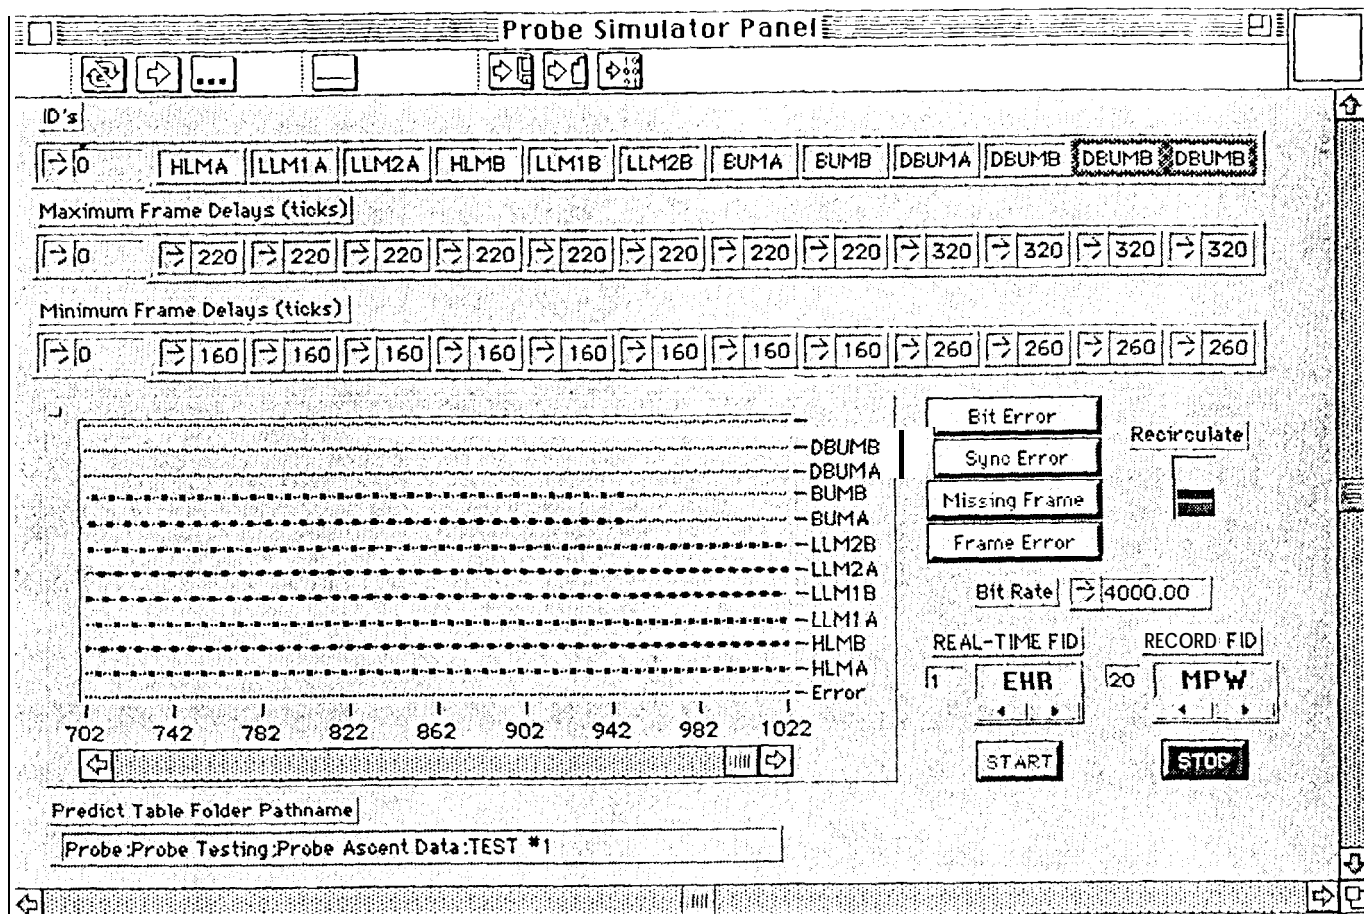 Probe Simulator Panel
ID's
0 HLMA LLM1A LLM2A HLMB LLM1B LLM2B BUMA BUMB DBUMA DBUMB DBUMB DBUMB
Maximum Frame Delays (ticks)
0 220 220 220 220 220 220 220 220 320 320 320 320
Minimum Frame Delays (ticks)
0 160 160 160 160 160 160 160 160 260 260 260 260
DBUMB
DBUMA
BUMB
BUMA
LLM2B
LLM2A
LLM1B
LLM1A
HLMB
HLMA
Error
702 742 782 822 862 902 942 982 1022
Bit Error
Sync Error
Missing Frame
Frame Error
Recirculate
Bit Rate 4000.00
REAL-TIME FID RECORD FID
1 EHR 20 MPW
START STOP
Predict Table Folder Pathname
Probe:Probe Testing:Probe Ascent Data:TEST #1